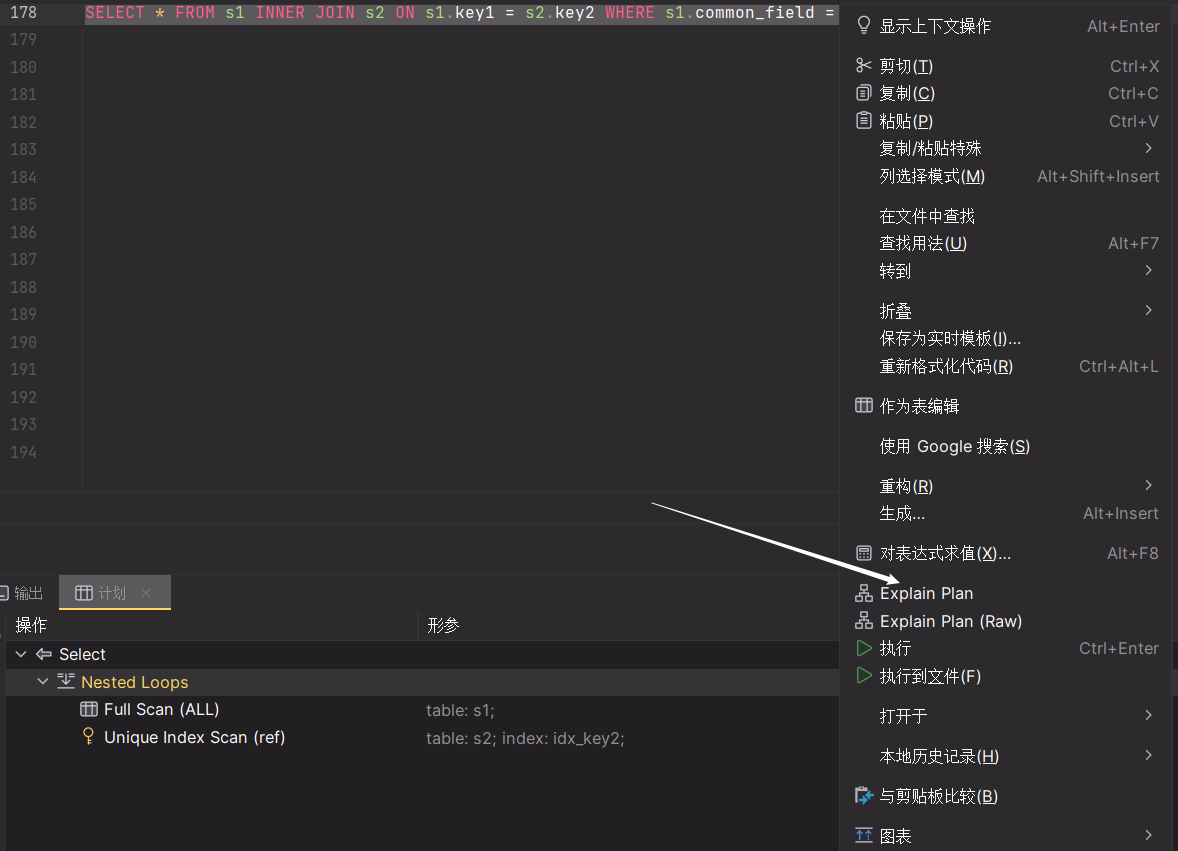 178 SELECT * FROM s1 INNER JOIN s2 ON s1.key1 = s2.key2 WHERE s1.common_field =
179
180
181
182
183
184
185
186
187
188
189
190
191
192
193
194
输出 计划
操作 形参
Select
Nested Loops
Full Scan (ALL) table: s1;
Unique Index Scan (ref) table: s2; index: idx_key2;
显示上下文操作 Alt+Enter
剪切(T) Ctrl+X
复制(C) Ctrl+C
粘贴(P) Ctrl+V
复制/粘贴特殊
列选择模式(M) Alt+Shift+Insert
在文件中查找
查找用法(U) Alt+F7
转到
折叠
保存为实时模板(I)...
重新格式化代码(R) Ctrl+Alt+L
作为表编辑
使用 Google 搜索(S)
重构(R)
生成... Alt+Insert
对表达式求值(X)... Alt+F8
Explain Plan
Explain Plan (Raw)
执行 Ctrl+Enter
执行到文件(F)
打开于
本地历史记录(H)
与剪贴板比较(B)
图表